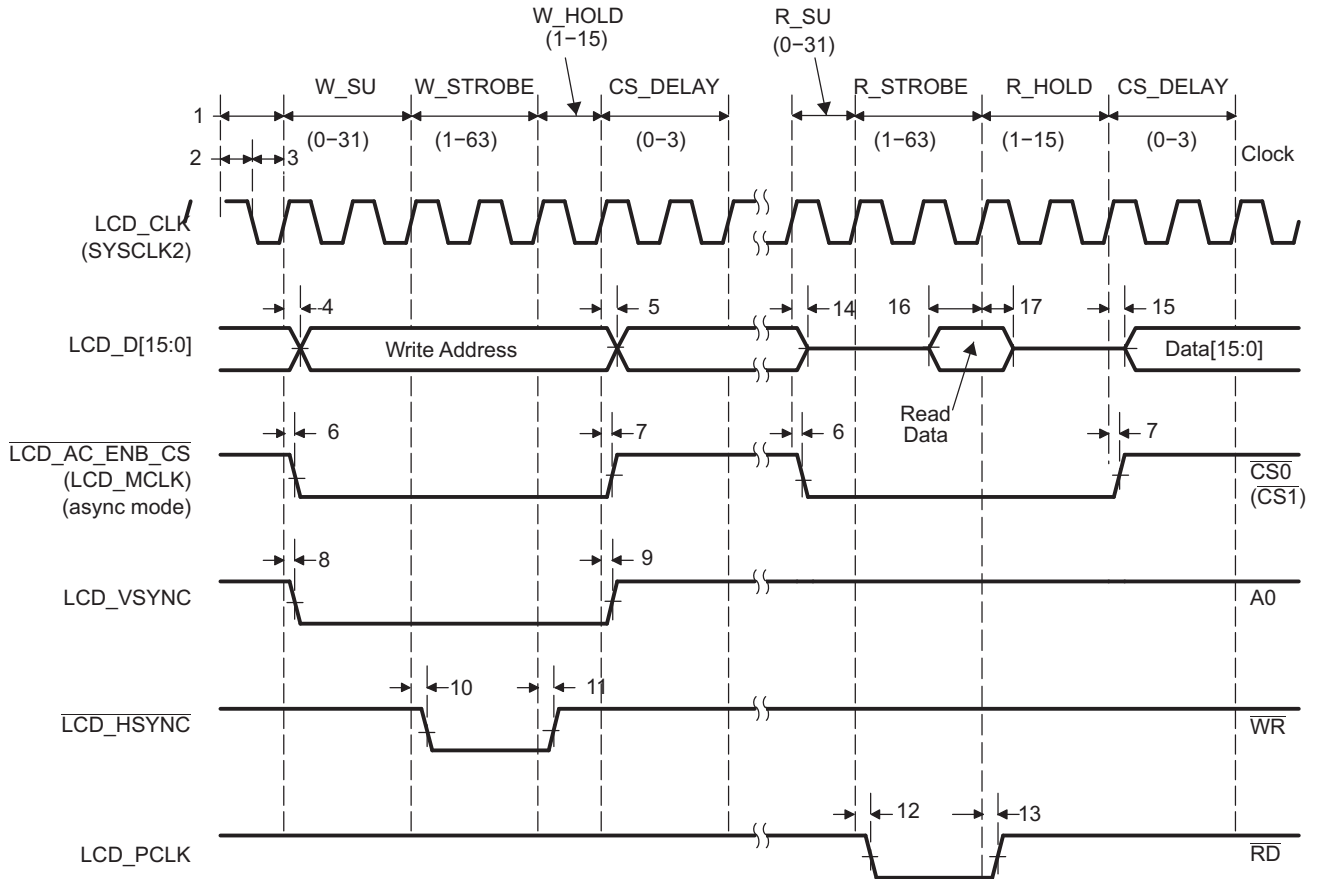 W_HOLD
(1−15)
R_SU
(0−31)
W_SU
W_STROBE
CS_DELAY
R_STROBE
R_HOLD
CS_DELAY
1
(0−31)
(1−63)
(0−3)
(1−63)
(1−15)
(0−3)
2
3
Clock
LCD_CLK
(SYSCLK2)
4
5
14
16
17
15
LCD_D[15:0]
Write Address
Data[15:0]
Read
Data
6
7
6
7
LCD_AC_ENB_CS
(LCD_MCLK)
(async mode)
CS0
(CS1)
8
9
LCD_VSYNC
A0
10
11
LCD_HSYNC
WR
12
13
LCD_PCLK
RD